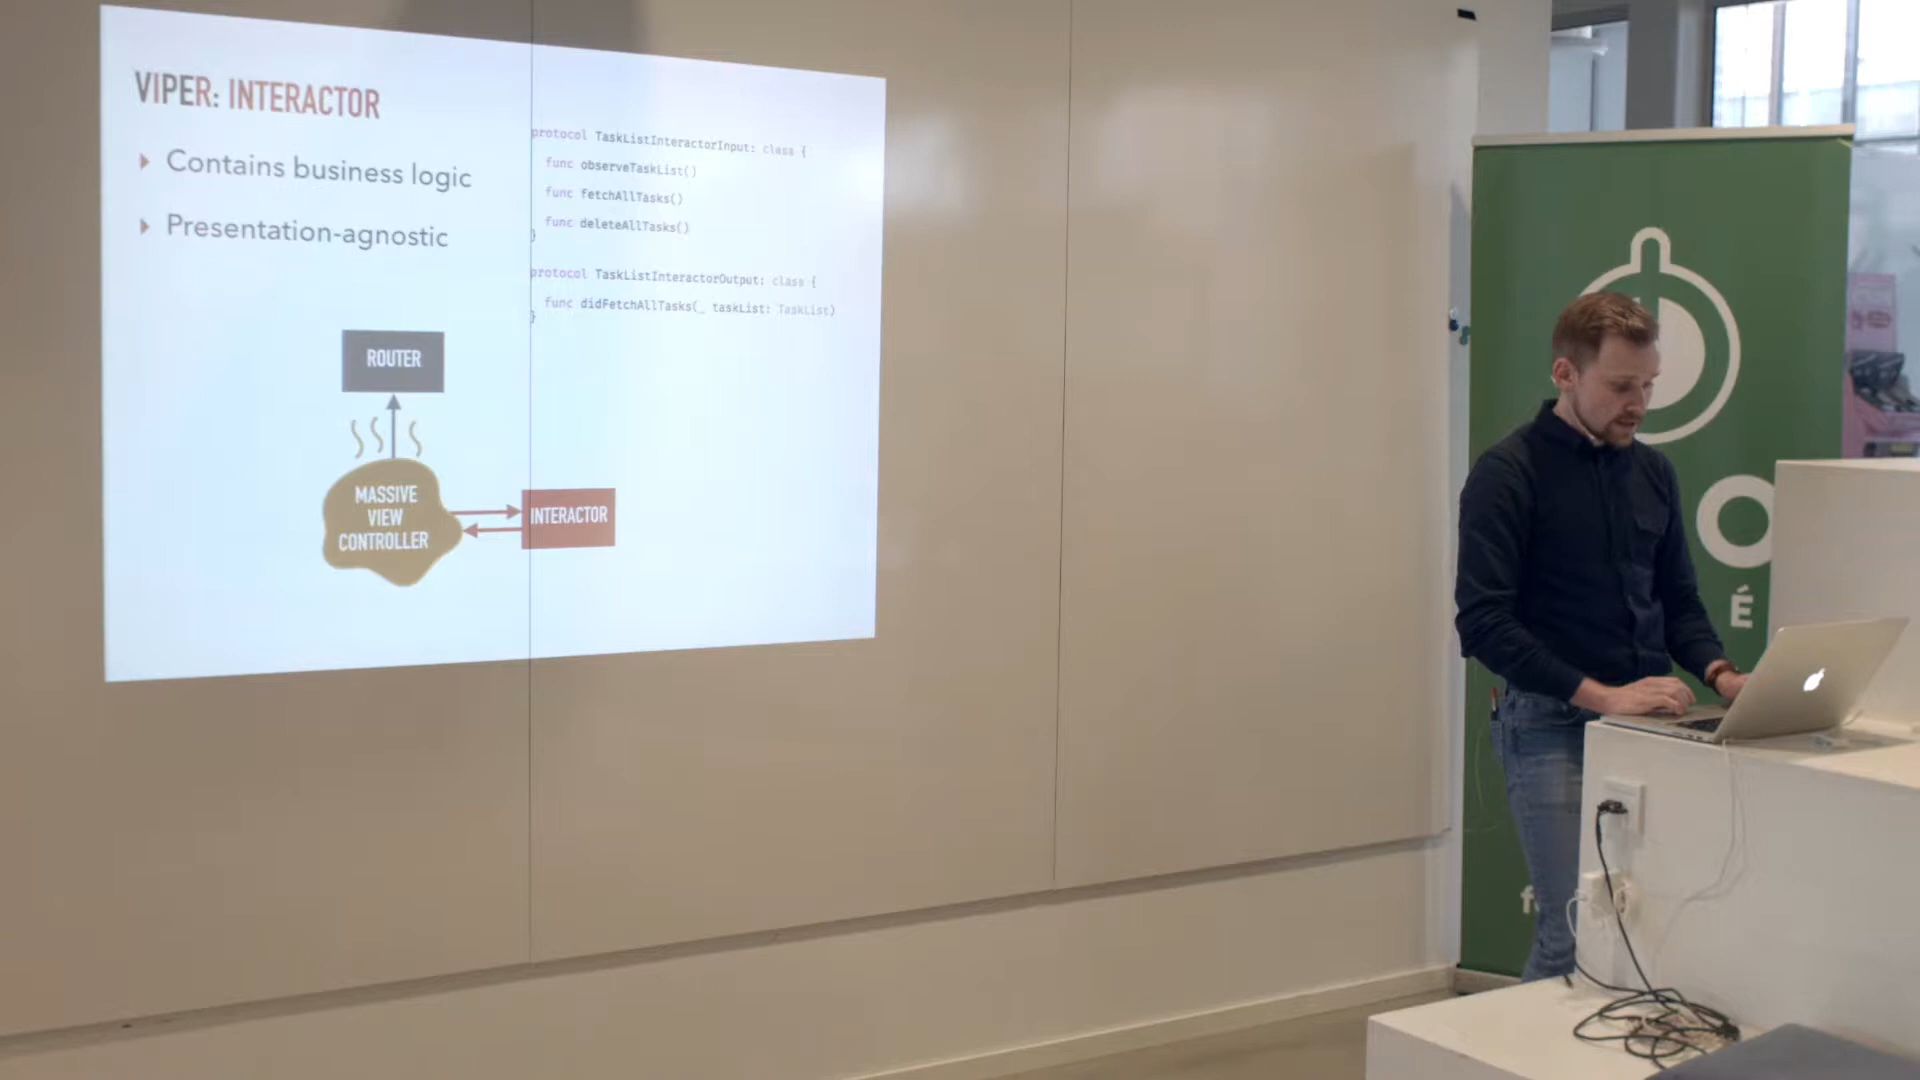 VIPER: INTERACTOR
Contains business logic
Presentation-agnostic
protocol TaskListInteractorInput: class {
func observeTaskList()
func fetchAllTasks()
func deleteAllTasks()
}
protocol TaskListInteractorOutput: class {
func didFetchAllTasks(_ taskList: TaskList)
}
ROUTER
MASSIVE
VIEW
CONTROLLER
INTERACTOR
O
É
f